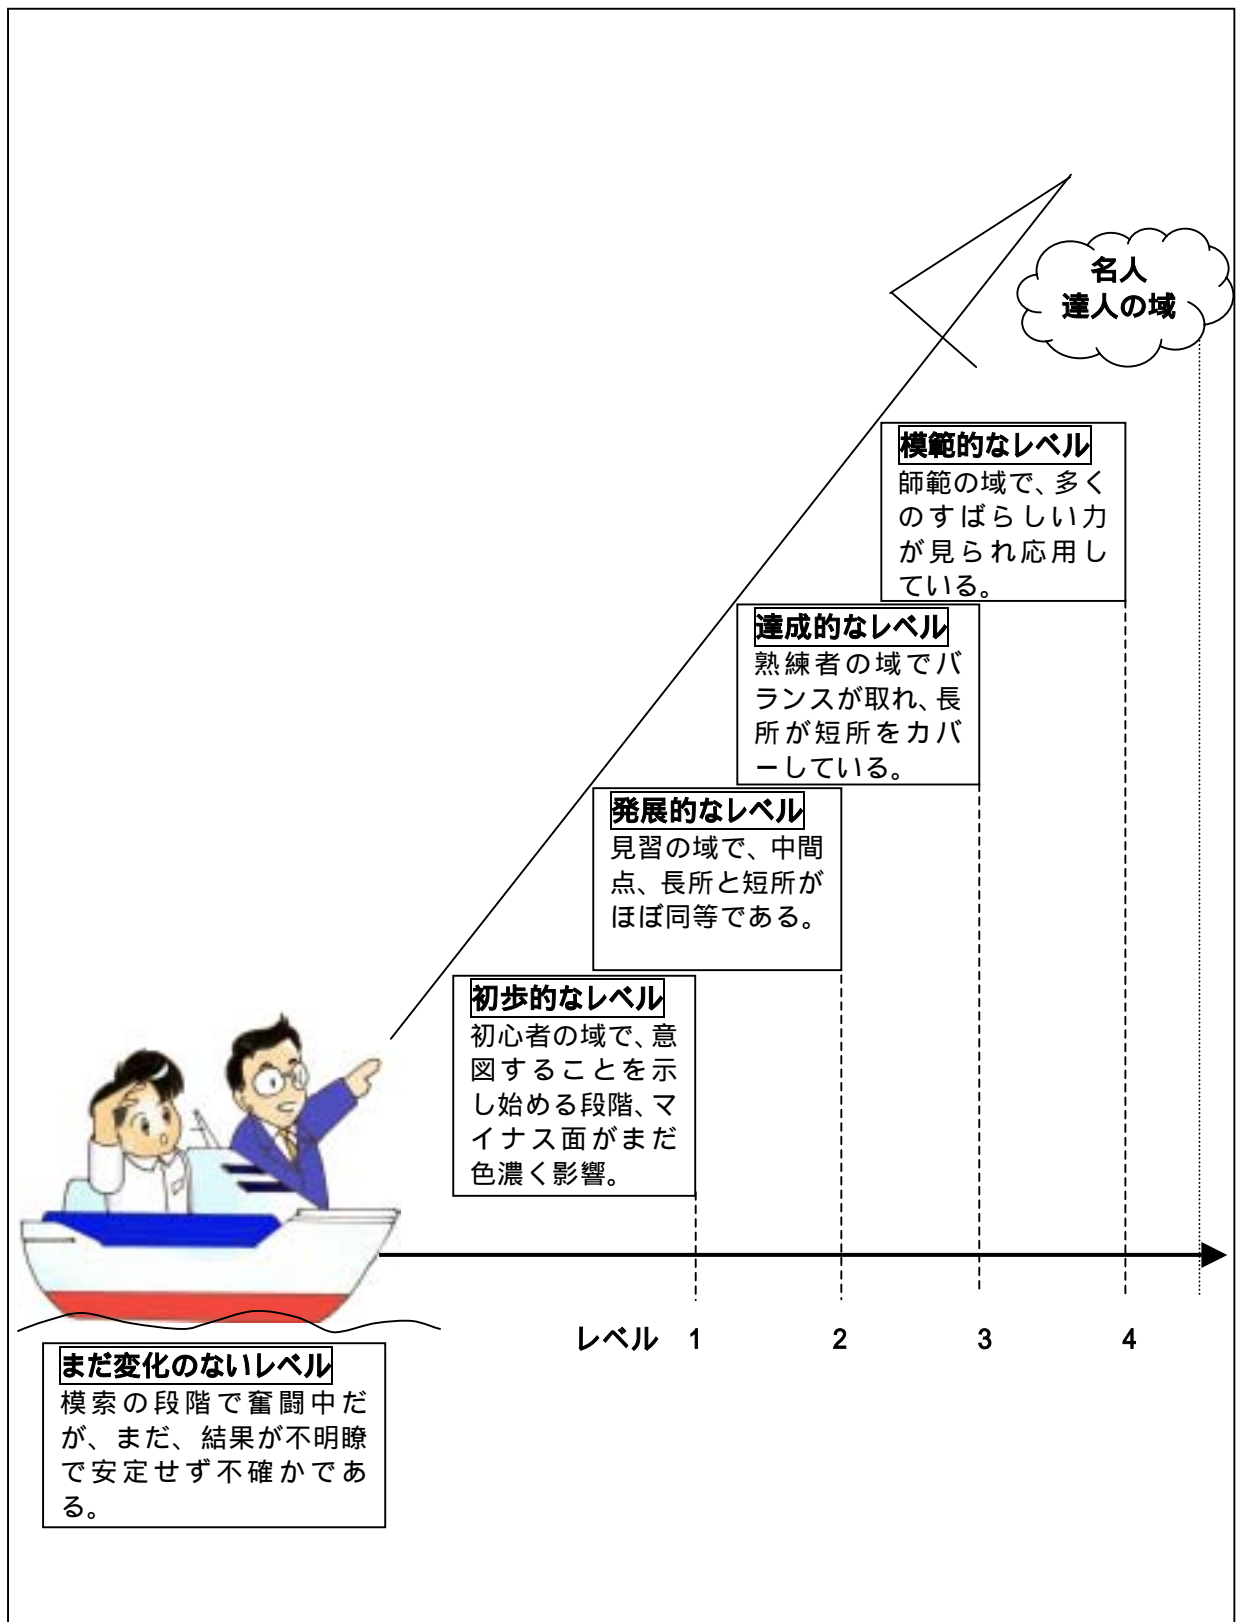 名人
達人の域
模範的なレベル
師範の域で、多く
のすばらしい力
が見られ応用し
ている。
達成的なレベル
熟練者の域でバ
ランスが取れ、長
所が短所をカバ
ーしている。
発展的なレベル
見習の域で、中間
点、長所と短所が
ほぼ同等である。
初歩的なレベル
初心者の域で、意
図することを示
し始める段階、マ
イナス面がまだ
色濃く影響。
レベル 1 2 3 4
まだ変化のないレベル
模索の段階で奮闘中だ
が、まだ、結果が不明瞭
で安定せず不確かであ
る。